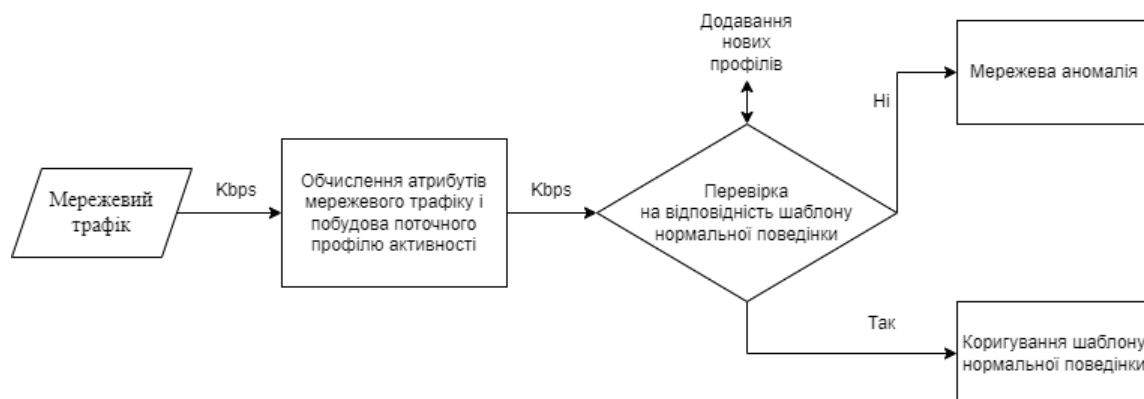 Мережевий
трафік
Kbps
Обчислення атрибутів
мережевого трафіку і
побудова поточного
профілю активності
Kbps
Додавання
нових
профілів
Перевірка
на відповідність шаблону
нормальної поведінки
Ні
Мережева аномалія
Так
Коригування шаблону
нормальної поведінки